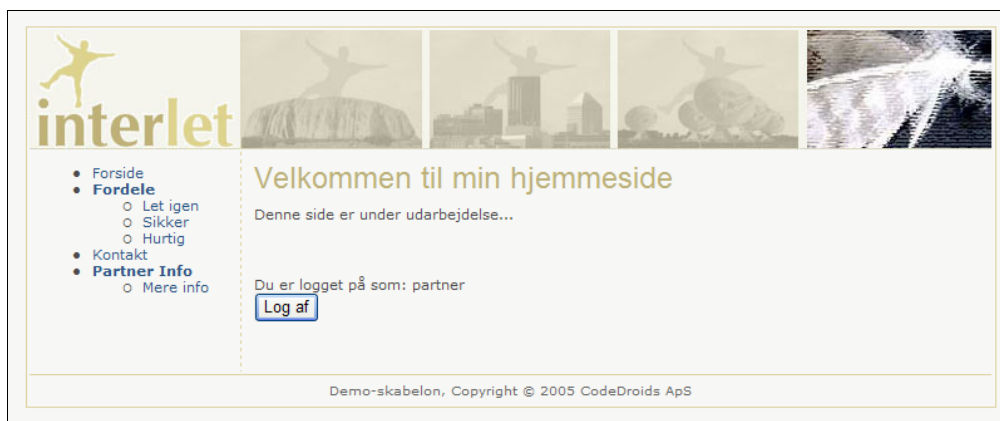 interlet
Forside
Fordele
Let igen
Sikker
Hurtig
Kontakt
Partner Info
Mere info
Velkommen til min hjemmeside
Denne side er under udarbejdelse...
Du er logget på som: partner
Log af
Demo-skabelon, Copyright © 2005 CodeDroids ApS